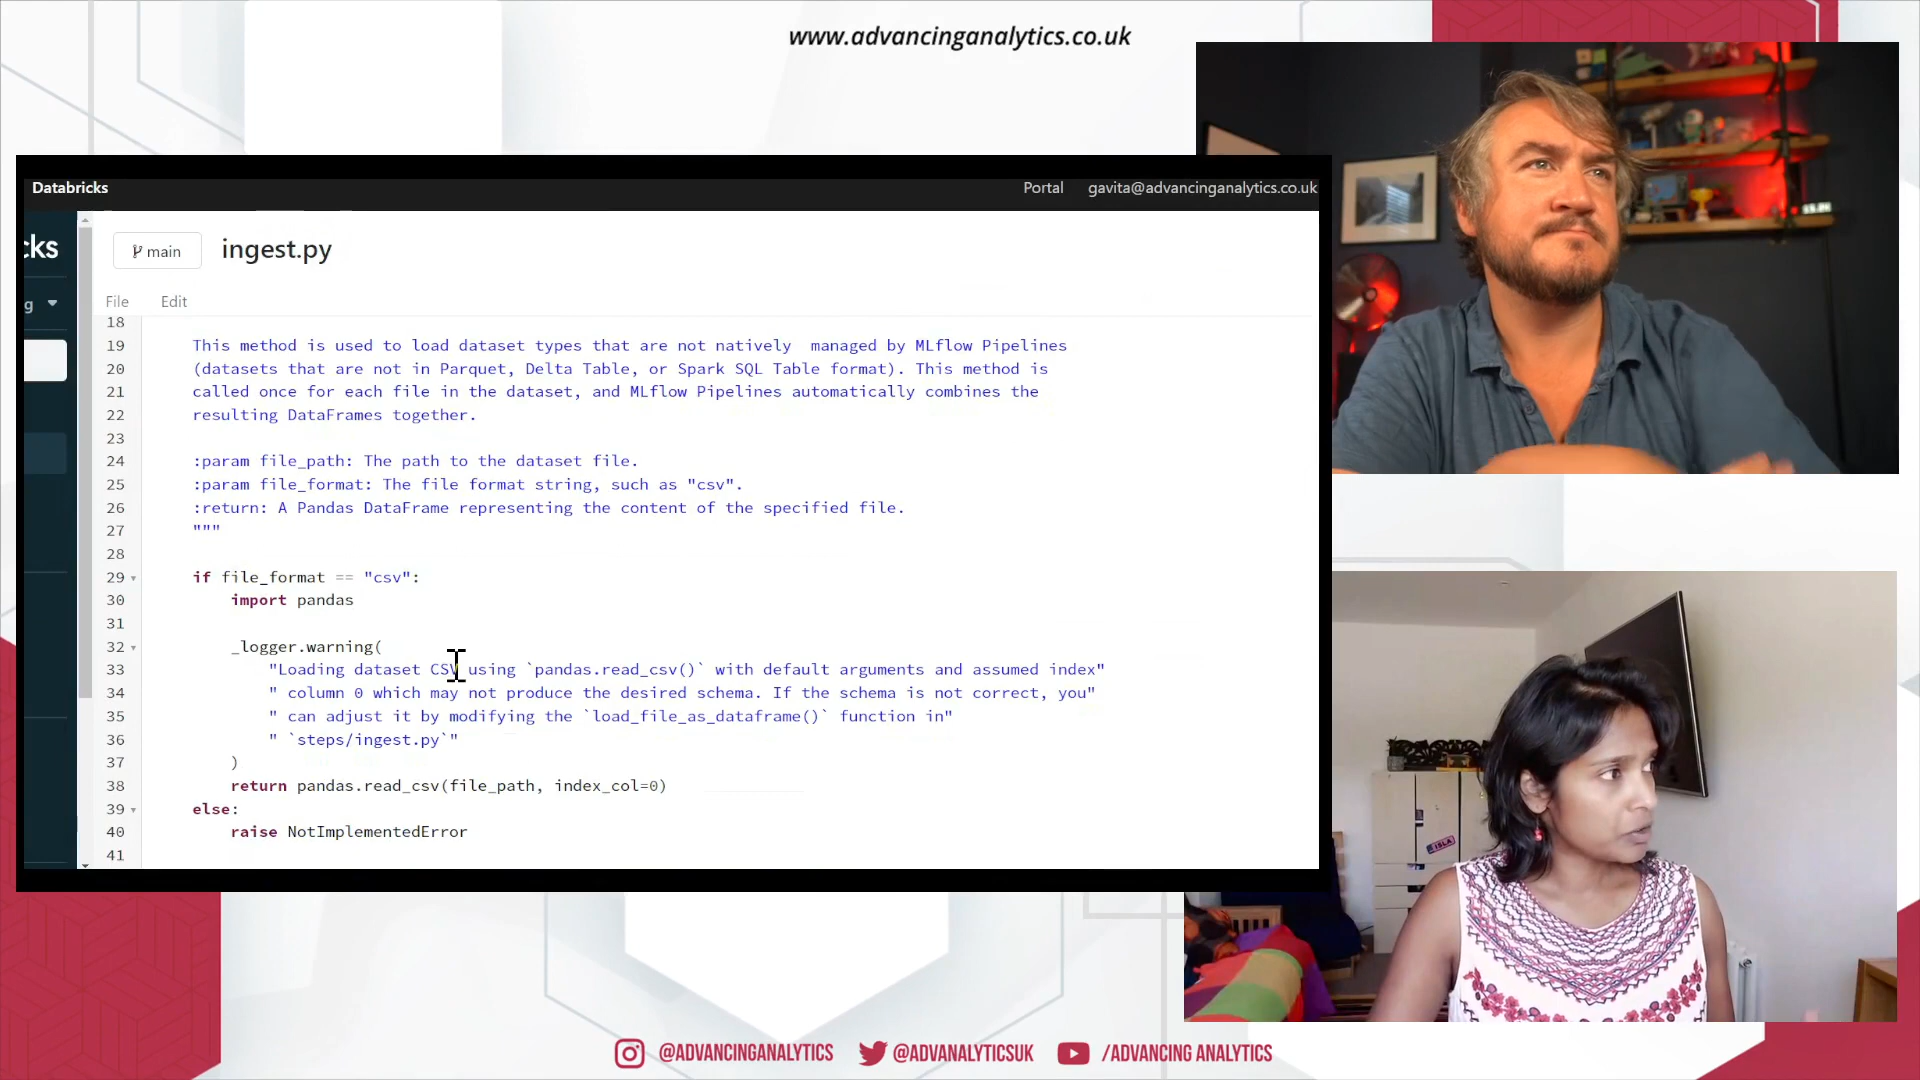 www.advancinganalytics.co.uk
Databricks
Portal
gavita@advancinganalytics.co.uk
cks
main
ingest.py
g
File
Edit
18
19 This method is used to load dataset types that are not natively  managed by MLflow Pipelines
20 (datasets that are not in Parquet, Delta Table, or Spark SQL Table format). This method is
21 called once for each file in the dataset, and MLflow Pipelines automatically combines the
22 resulting DataFrames together.
23
24 :param file_path: The path to the dataset file.
25 :param file_format: The file format string, such as "csv".
26 :return: A Pandas DataFrame representing the content of the specified file.
27 """
28
29 if file_format == "csv":
30 import pandas
31
32 _logger.warning(
33 "Loading dataset CSV using `pandas.read_csv()` with default arguments and assumed index"
34 " column 0 which may not produce the desired schema. If the schema is not correct, you"
35 " can adjust it by modifying the `load_file_as_dataframe()` function in"
36 " `steps/ingest.py`"
37 )
38 return pandas.read_csv(file_path, index_col=0)
39 else:
40 raise NotImplementedError
41
ISLA
@ADVANCINGANALYTICS
@ADVANALYTICSUK
/ADVANCING ANALYTICS